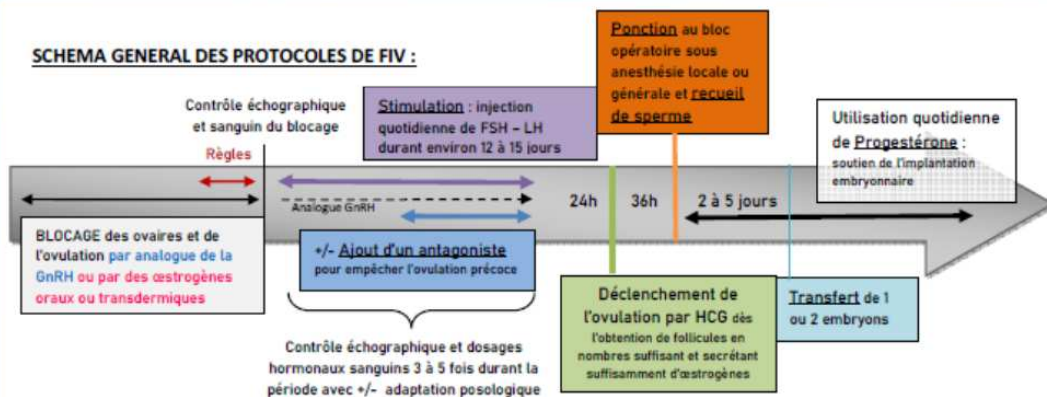 SCHEMA GENERAL DES PROTOCOLES DE FIV :
Contrôle échographique
et sanguin du blocage
Règles
Stimulation : injection
quotidienne de FSH – LH
durant environ 12 à 15 jours
Ponction au bloc
opératoire sous
anesthésie locale ou
générale et recueil
de sperme
Utilisation quotidienne
de Progestérone :
soutien de l'implantation
embryonnaire
Analogue GnRH
24h
36h
2 à 5 jours
BLOCAGE des ovaires et de
l'ovulation par analogue de la
GnRH ou par des œstrogènes
oraux ou transdermiques
+/- Ajout d'un antagoniste
pour empêcher l'ovulation précoce
Déclenchement de
l'ovulation par HCG dès
l'obtention de follicules en
nombres suffisant et secrétant
suffisamment d'œstrogènes
Transfert de 1
ou 2 embryons
Contrôle échographique et dosages
hormonaux sanguins 3 à 5 fois durant la
période avec +/- adaptation posologique